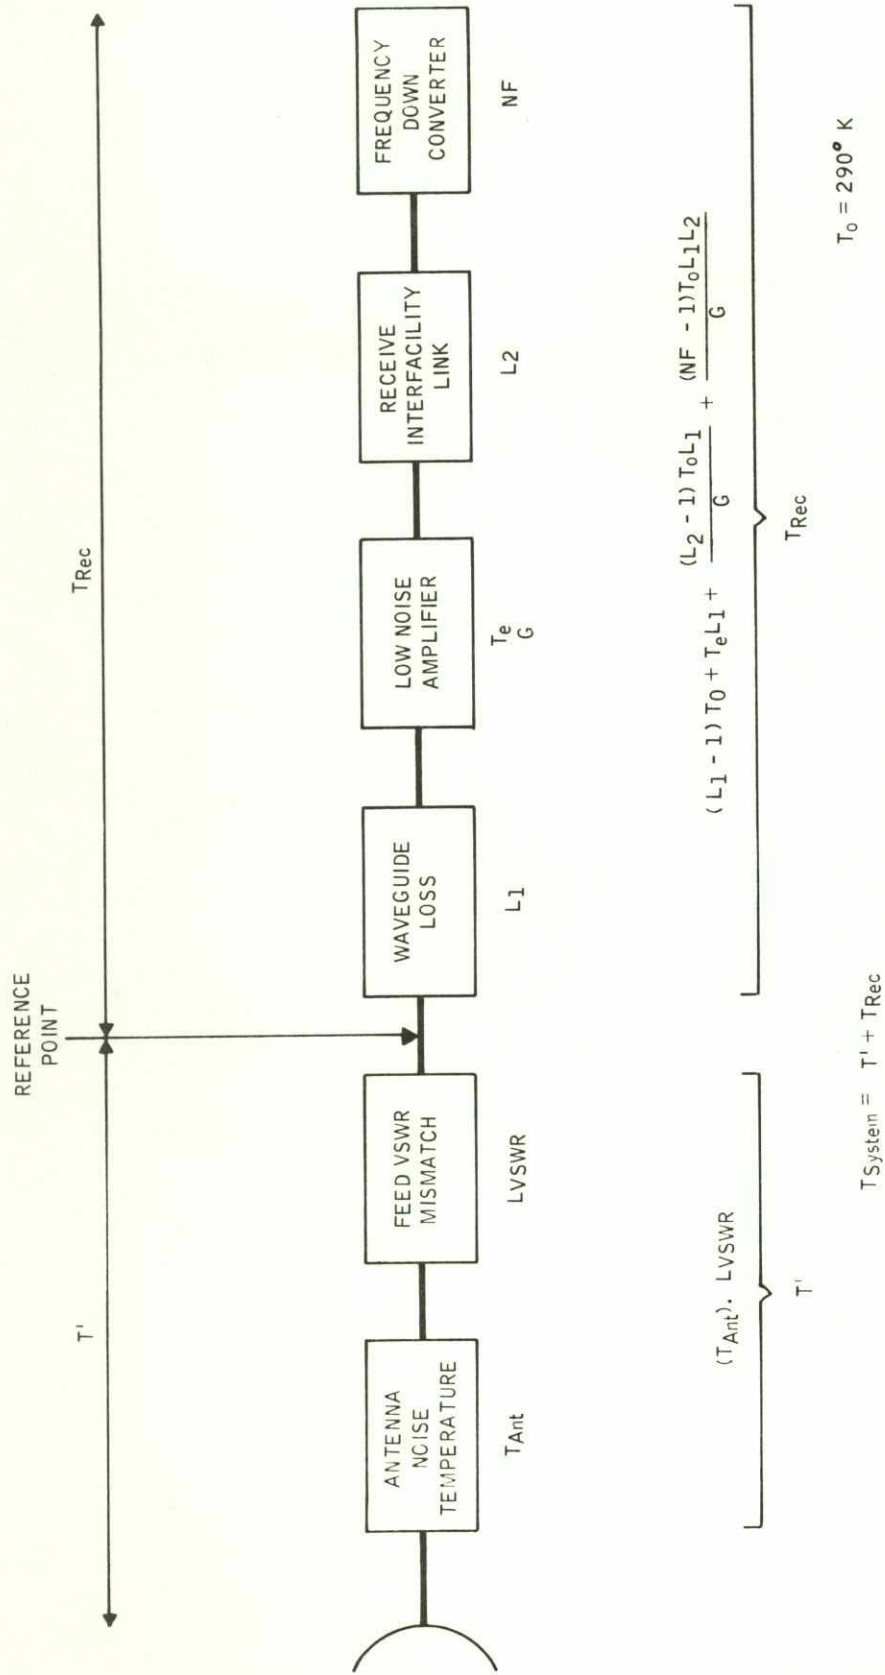 REFERENCE
POINT
T'
TRec
ANTENNA
NOISE
TEMPERATURE
FEED VSWR
MISMATCH
WAVEGUIDE
LOSS
LOW NOISE
AMPLIFIER
RECEIVE
INTERFACILITY
LINK
FREQUENCY
DOWN
CONVERTER
TAnt
LVSWR
L1
Te
G
L2
NF
(TAnt). LVSWR
T'
(L1 - 1)T0 + TeL1 + (L2 - 1)ToL1 / G + (NF - 1)ToL1L2 / G
TRec
TSystem = T' + TRec
T0 = 290° K